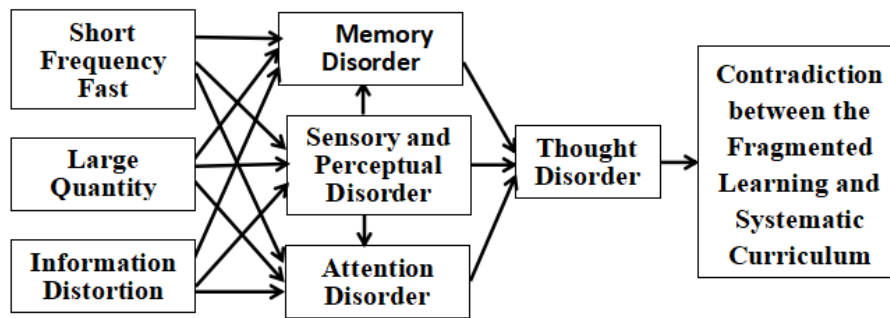 Short
Frequency
Fast
Large
Quantity
Information
Distortion
Memory
Disorder
Sensory and
Perceptual
Disorder
Attention
Disorder
Thought
Disorder
Contradiction
between the
Fragmented
Learning and
Systematic
Curriculum